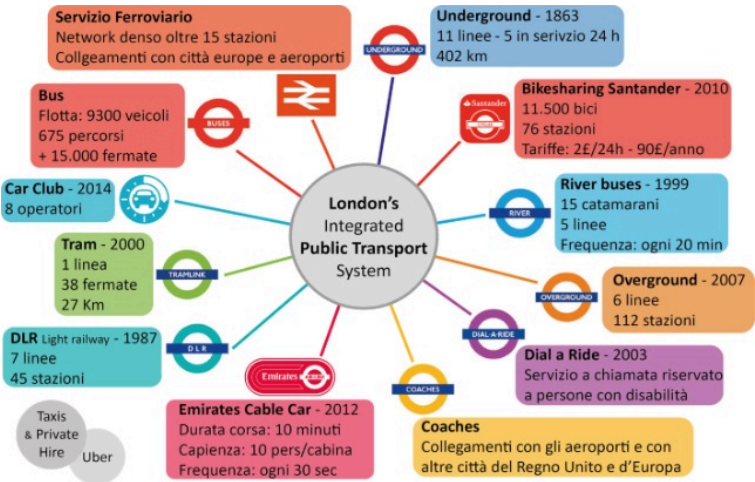 Servizio Ferroviario
Network denso oltre 15 stazioni
Collgeamenti con città europe e aeroporti
Underground - 1863
11 linee - 5 in serivzio 24 h
402 km
UNDERGROUND
Bus
Flotta: 9300 veicoli
675 percorsi
+ 15.000 fermate
BUSES
Santander
Bikesharing Santander - 2010
11.500 bici
76 stazioni
Tariffe: 2£/24h - 90£/anno
Car Club - 2014
8 operatori
London's
Integrated
Public Transport
System
RIVER
River buses - 1999
15 catamarani
5 linee
Frequenza: ogni 20 min
Tram - 2000
1 linea
38 fermate
27 Km
TRAMLINK
OVERGROUND
Overground - 2007
6 linee
112 stazioni
DLR Light railway - 1987
7 linee
45 stazioni
DLR
DIAL-A-RIDE
Dial a Ride - 2003
Servizio a chiamata riservato
a persone con disabilità
Emirates
Emirates Cable Car - 2012
Durata corsa: 10 minuti
Capienza: 10 pers/cabina
Frequenza: ogni 30 sec
COACHES
Coaches
Collegamenti con gli aeroporti e con
altre città del Regno Unito e d'Europa
Taxis
& Private
Hire
Uber